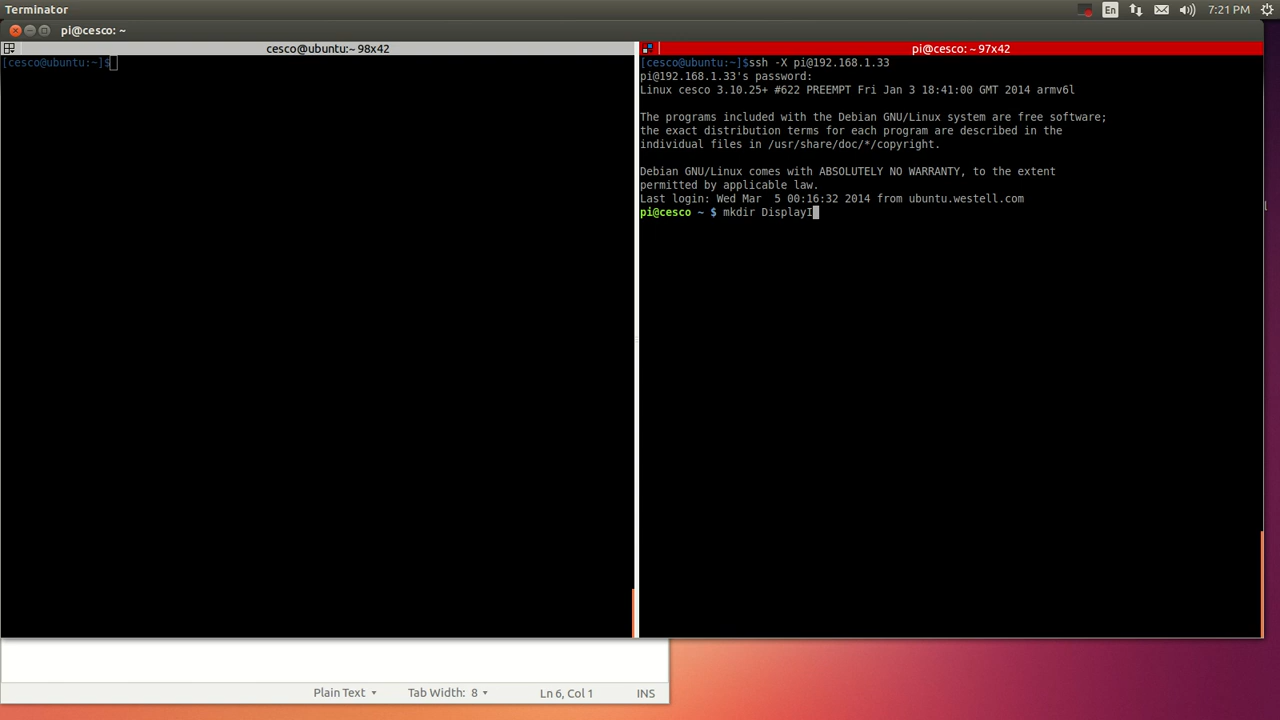 Terminator
En
7:21 PM
pi@cesco: ~
cesco@ubuntu:~ 98x42
[cesco@ubuntu:~]$
pi@cesco: ~ 97x42
[cesco@ubuntu:~]$ssh -X pi@192.168.1.33
pi@192.168.1.33's password:
Linux cesco 3.10.25+ #622 PREEMPT Fri Jan 3 18:41:00 GMT 2014 armv6l
The programs included with the Debian GNU/Linux system are free software;
the exact distribution terms for each program are described in the
individual files in /usr/share/doc/*/copyright.
Debian GNU/Linux comes with ABSOLUTELY NO WARRANTY, to the extent
permitted by applicable law.
Last login: Wed Mar  5 00:16:32 2014 from ubuntu.westell.com
pi@cesco ~ $ mkdir DisplayI
Plain Text
Tab Width: 8
Ln 6, Col 1
INS